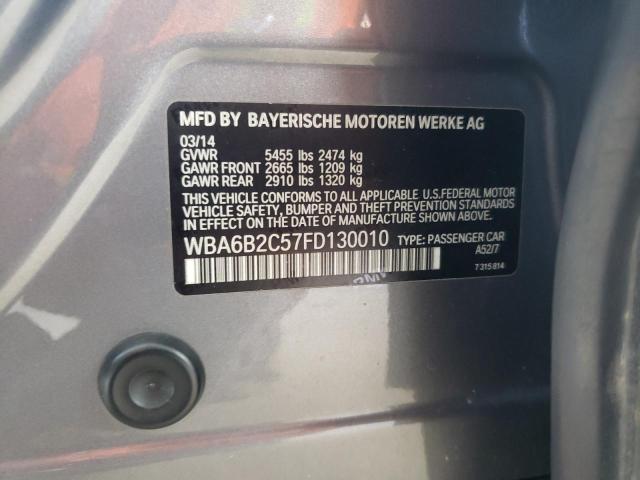 MFD BY BAYERISCHE MOTOREN WERKE AG
03/14
GVWR 5455 lbs 2474 kg
GAWR FRONT 2665 lbs 1209 kg
GAWR REAR 2910 lbs 1320 kg
THIS VEHICLE CONFORMS TO ALL APPLICABLE U.S.FEDERAL MOTOR
VEHICLE SAFETY, BUMPER AND THEFT PREVENTION STANDARDS
IN EFFECT ON THE DATE OF MANUFACTURE SHOWN ABOVE.
WBA6B2C57FD130010 TYPE: PASSENGER CAR
A52/7
7315814
BMW